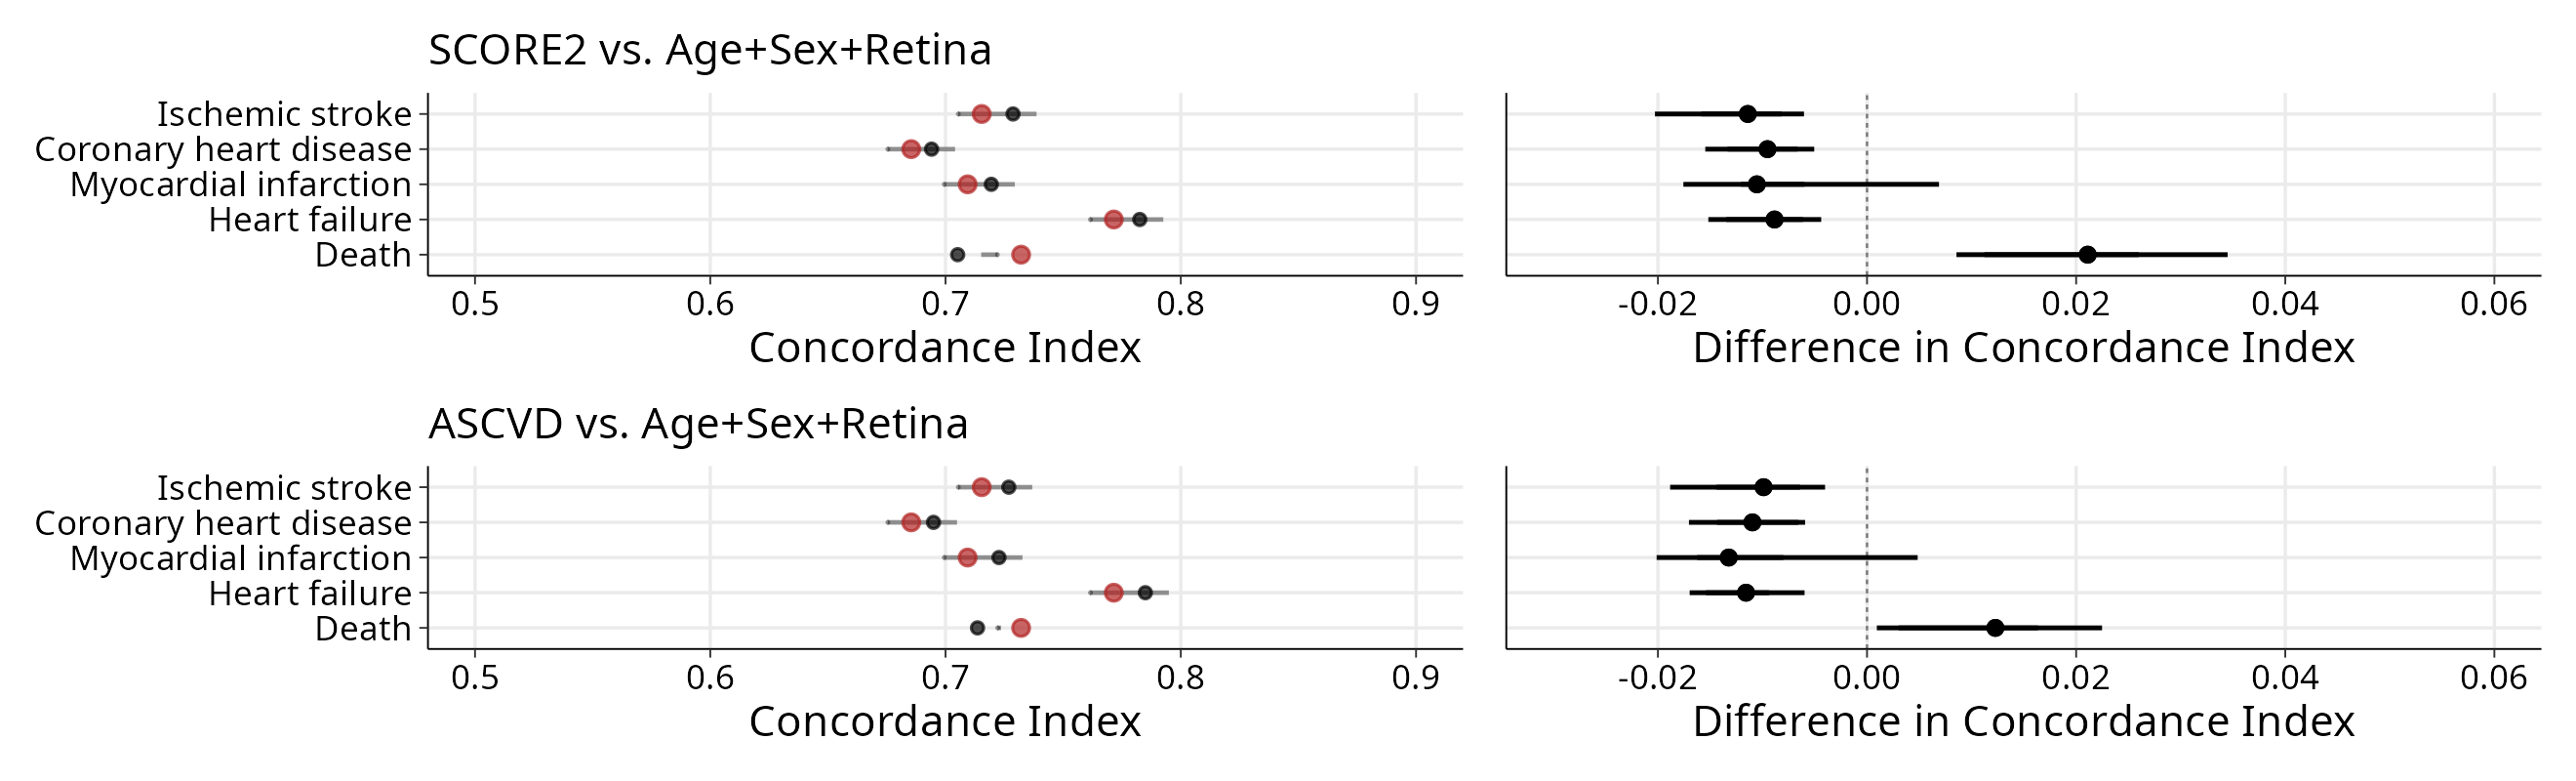 SCORE2 vs. Age+Sex+Retina
Ischemic stroke
Coronary heart disease
Myocardial infarction
Heart failure
Death
0.5 0.6 0.7 0.8 0.9
Concordance Index
-0.02 0.00 0.02 0.04 0.06
Difference in Concordance Index
ASCVD vs. Age+Sex+Retina
Ischemic stroke
Coronary heart disease
Myocardial infarction
Heart failure
Death
0.5 0.6 0.7 0.8 0.9
Concordance Index
-0.02 0.00 0.02 0.04 0.06
Difference in Concordance Index